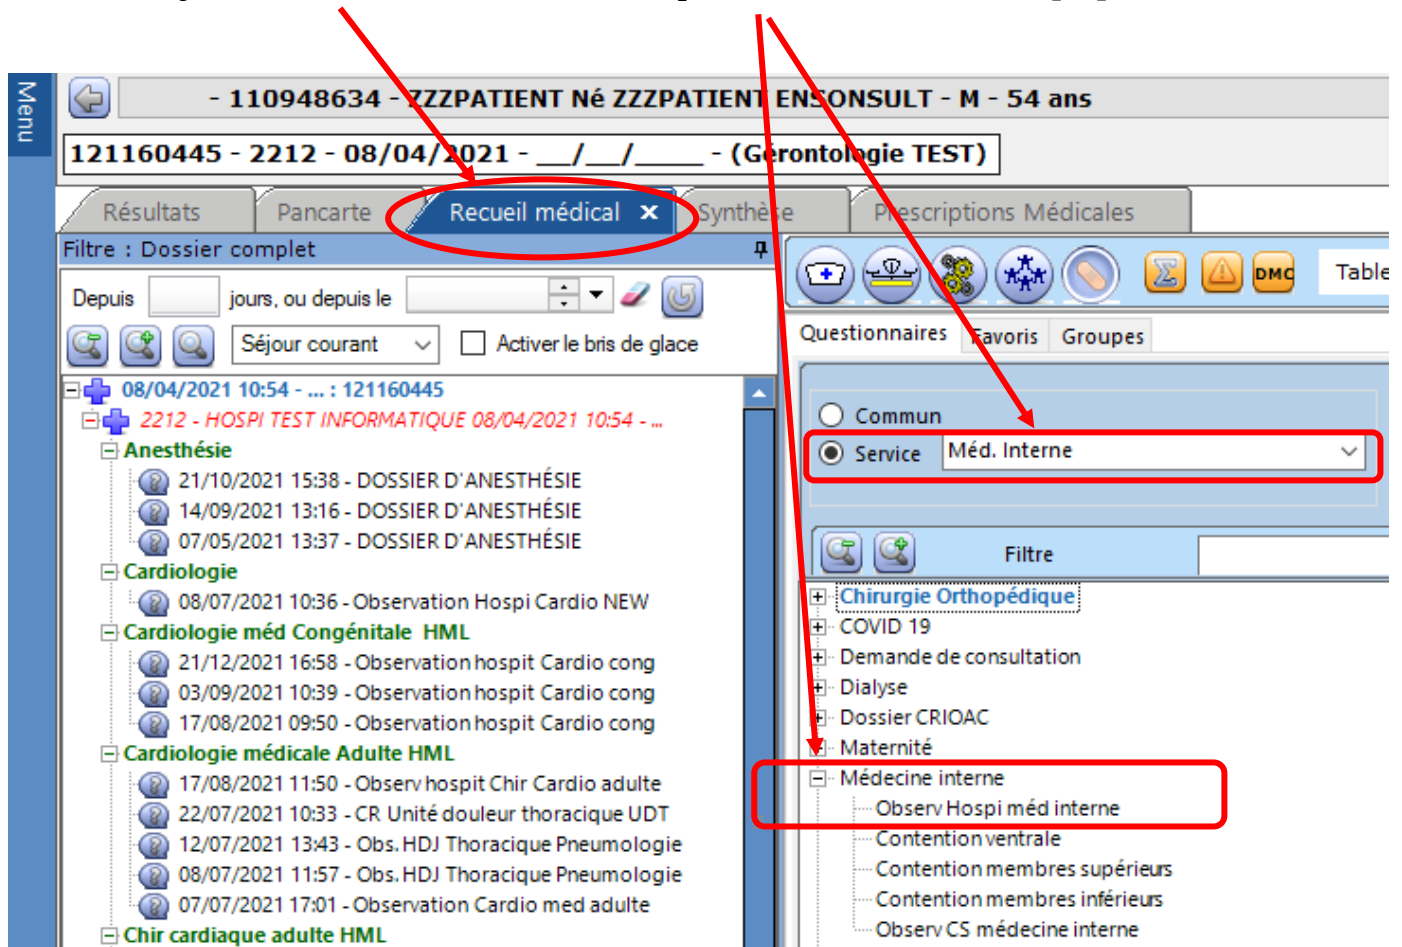 Menu
- 110948634 - ZZZPATIENT Né ZZZPATIENT ENSONSULT - M - 54 ans
121160445 - 2212 - 08/04/2021 - __/__/____ - (Gérontologie TEST)
Résultats
Pancarte
Recueil médical x
Synthèse
Prescriptions Médicales
Filtre : Dossier complet
Depuis jours, ou depuis le
Séjour courant
Activer le bris de glace
08/04/2021 10:54 - ... : 121160445
2212 - HOSPI TEST INFORMATIQUE 08/04/2021 10:54 - ...
Anesthésie
21/10/2021 15:38 - DOSSIER D'ANESTHÉSIE
14/09/2021 13:16 - DOSSIER D'ANESTHÉSIE
07/05/2021 13:37 - DOSSIER D'ANESTHÉSIE
Cardiologie
08/07/2021 10:36 - Observation Hospi Cardio NEW
Cardiologie méd Congénitale HML
21/12/2021 16:58 - Observation hospit Cardio cong
03/09/2021 10:39 - Observation hospit Cardio cong
17/08/2021 09:50 - Observation hospit Cardio cong
Cardiologie médicale Adulte HML
17/08/2021 11:50 - Observ hospit Chir Cardio adulte
22/07/2021 10:33 - CR Unité douleur thoracique UDT
12/07/2021 13:43 - Obs. HDJ Thoracique Pneumologie
08/07/2021 11:57 - Obs. HDJ Thoracique Pneumologie
07/07/2021 17:01 - Observation Cardio med adulte
Chir cardiaque adulte HML
DMC
Table
Questionnaires
Favoris
Groupes
Commun
Service Méd. Interne
Filtre
Chirurgie Orthopédique
COVID 19
Demande de consultation
Dialyse
Dossier CRIOAC
Maternité
Médecine interne
Observ Hospi méd interne
Contention ventrale
Contention membres supérieurs
Contention membres inférieurs
Observ CS médecine interne